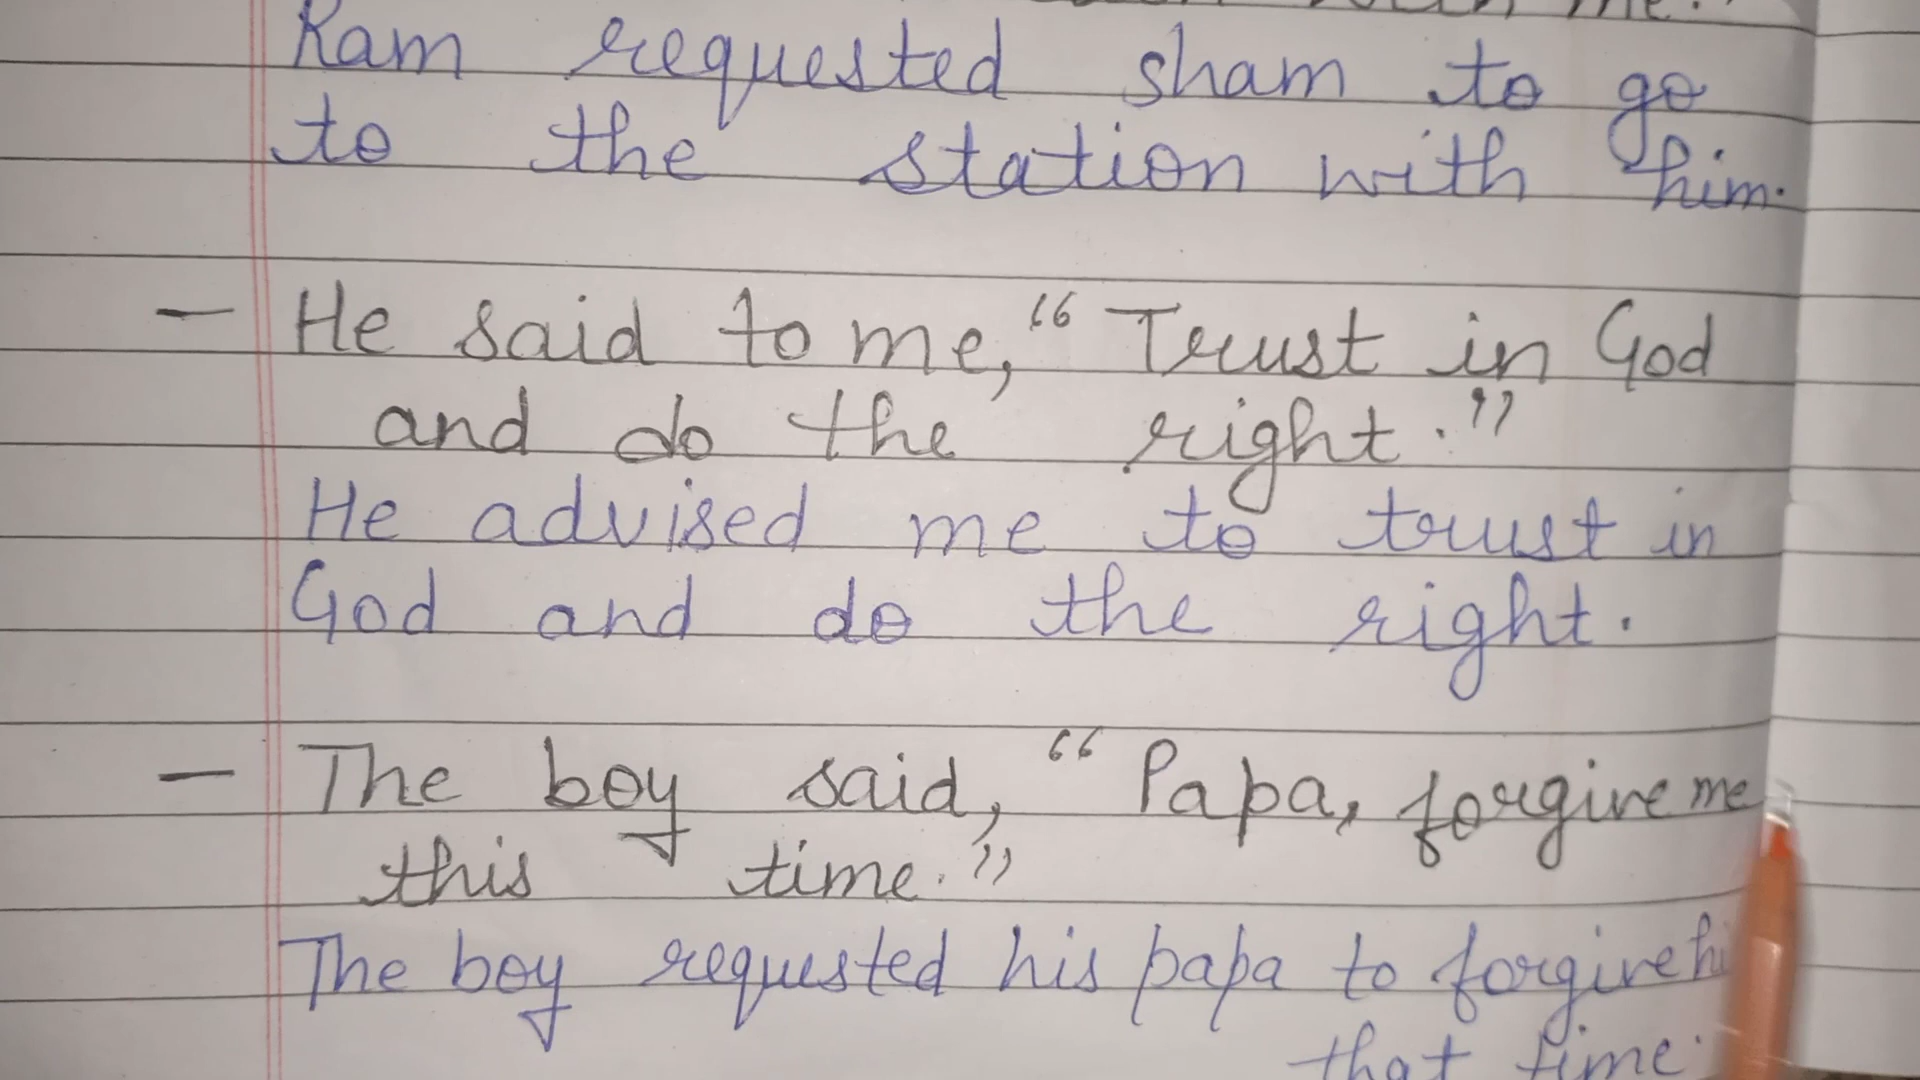 Ram requested sham to go
to the station with him.
- He said to me, "Trust in God
and do the right."
He advised me to trust in
God and do the right.
- The boy said, "Papa, forgive me
this time."
The boy requested his papa to forgive
that time.